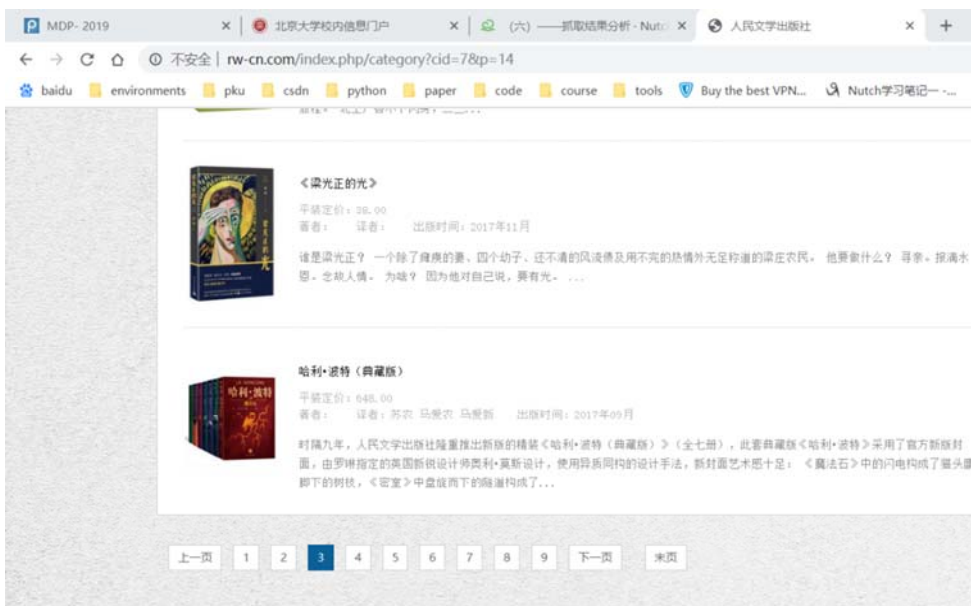 MDP- 2019
北京大学校内信息门户
(六) ——抓取结果分析 - Nutc
人民文学出版社
不安全 | rw-cn.com/index.php/category?cid=7&p=14
baidu environments pku csdn python paper code course tools Buy the best VPN... Nutch学习笔记一 -...
《梁光正的光》
平装定价：38.00
著者： 译者： 出版时间：2017年11月
谁是梁光正？ 一个除了瘫痪的妻、四个幼子、还不清的风流债及用不完的热情外无足称道的梁庄农民。 他要做什么？ 寻亲。报滴水
恩。念故人情。 为啥？ 因为他对自己说，要有光。 ...
哈利•波特（典藏版）
平装定价：648.00
著者： 译者：苏农 马爱农 马爱新 出版时间：2017年09月
时隔九年，人民文学出版社隆重推出新版的精装《哈利•波特（典藏版）》（全七册），此套典藏版《哈利•波特》采用了官方新版封
面，由罗琳指定的英国新锐设计师奥利•莫斯设计，使用异质同构的设计手法，新封面艺术感十足： 《魔法石》中的闪电构成了猫头鹰
脚下的树枝，《密室》中盘旋而下的隧道构成了...
哈利•波特
上一页 1 2 3 4 5 6 7 8 9 下一页 末页